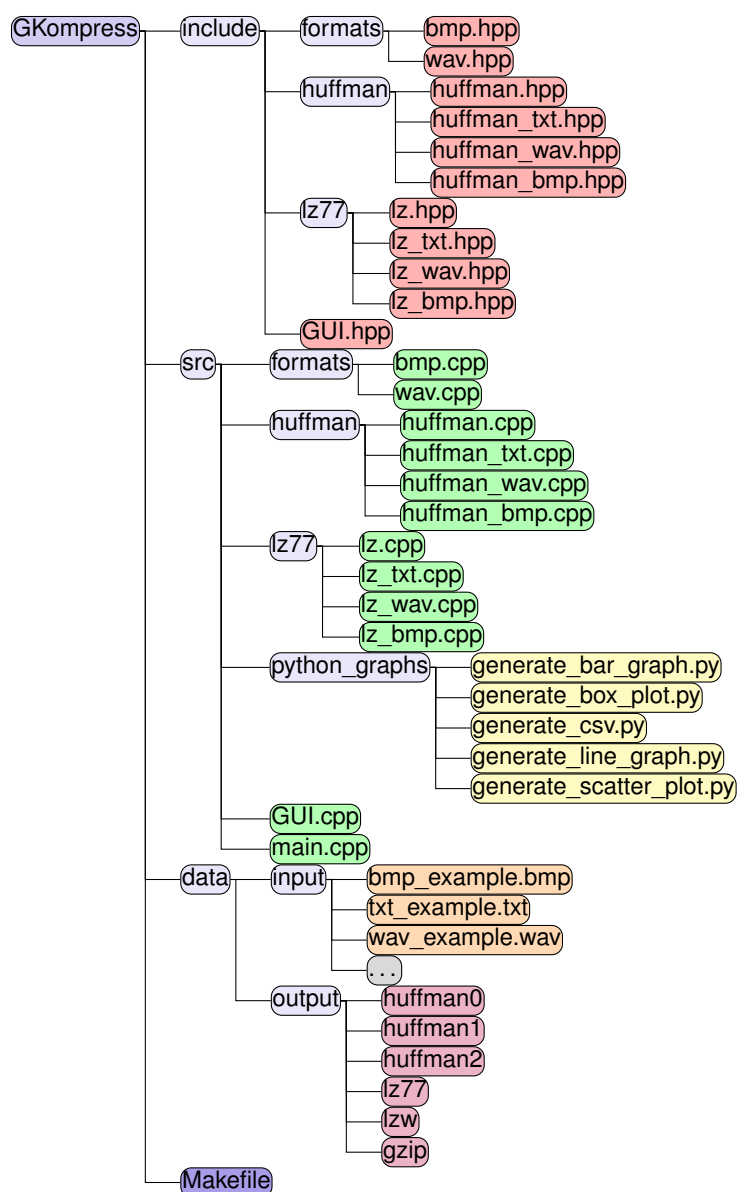 GKompress include formats bmp.hpp
wav.hpp
huffman huffman.hpp
huffman_txt.hpp
huffman_wav.hpp
huffman_bmp.hpp
lz77 lz.hpp
lz_txt.hpp
lz_wav.hpp
lz_bmp.hpp
GUI.hpp
src formats bmp.cpp
wav.cpp
huffman huffman.cpp
huffman_txt.cpp
huffman_wav.cpp
huffman_bmp.cpp
lz77 lz.cpp
lz_txt.cpp
lz_wav.cpp
lz_bmp.cpp
python_graphs generate_bar_graph.py
generate_box_plot.py
generate_csv.py
generate_line_graph.py
generate_scatter_plot.py
GUI.cpp
main.cpp
data input bmp_example.bmp
txt_example.txt
wav_example.wav
...
output huffman0
huffman1
huffman2
lz77
lzw
gzip
Makefile